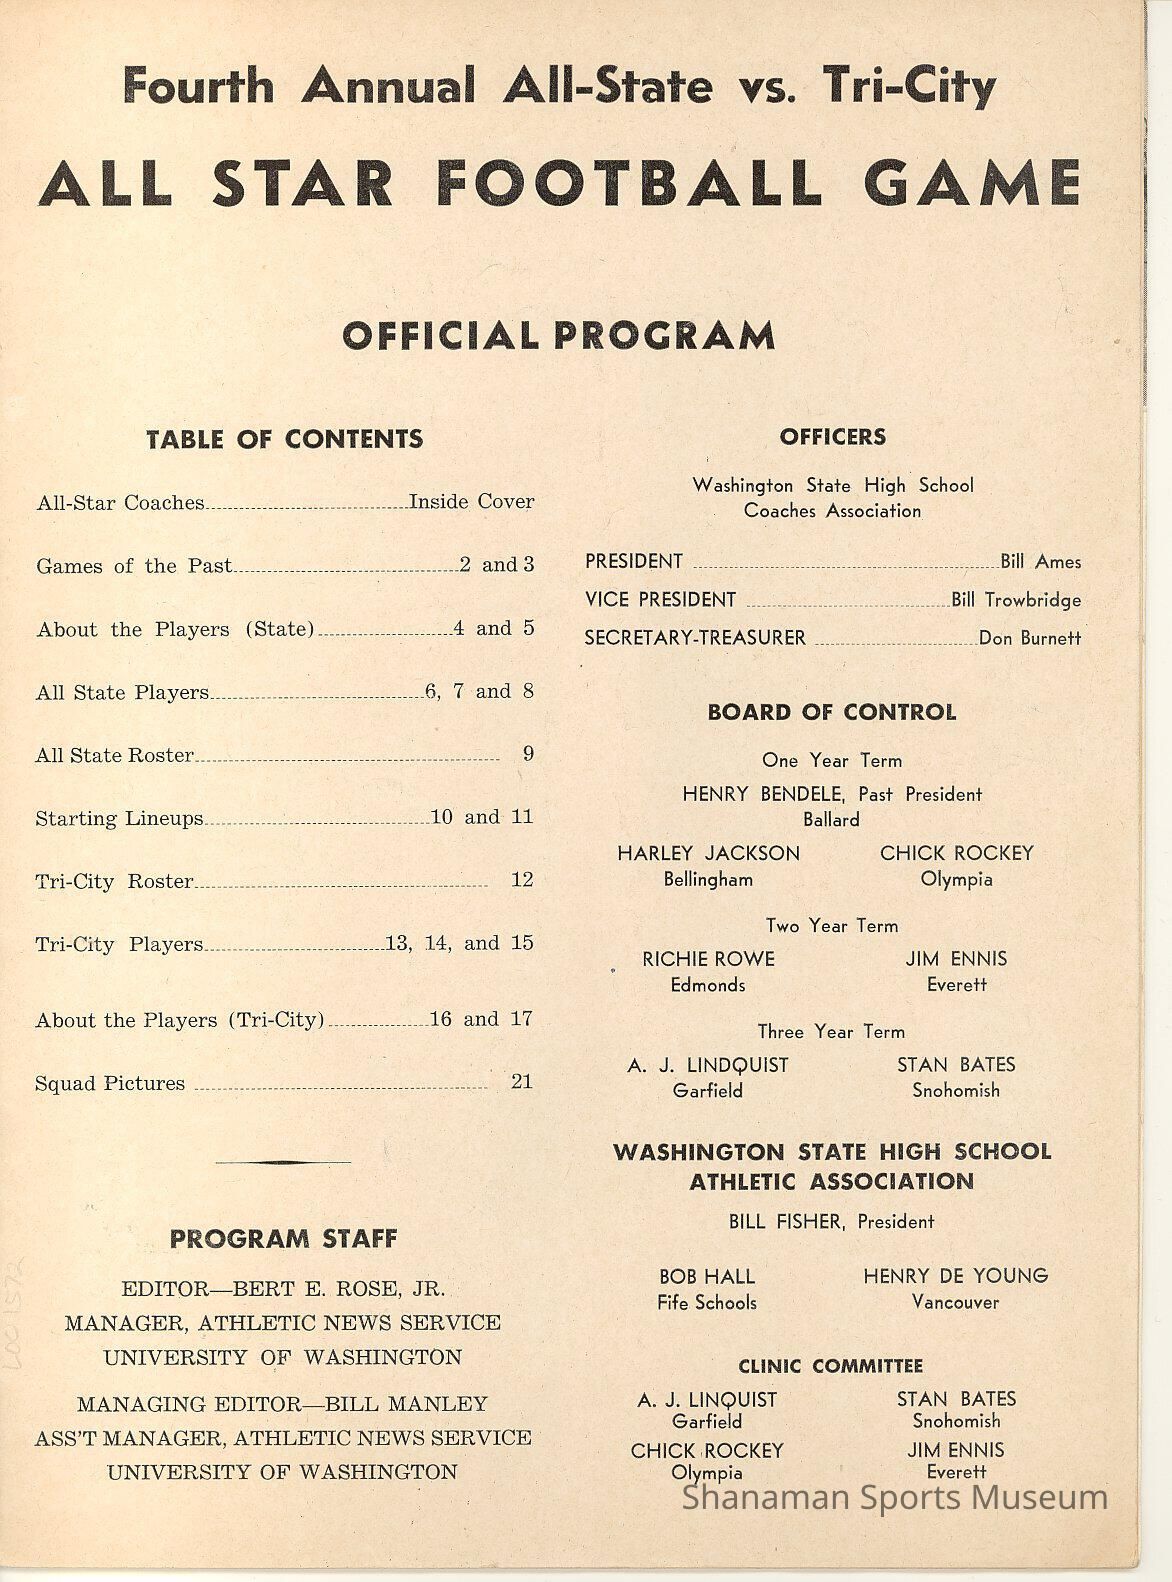 Fourth Annual All-State vs. Tri-City
ALL STAR FOOTBALL GAME
OFFICIAL PROGRAM
TABLE OF CONTENTS
All-Star Coaches Inside Cover
Games of the Past 2 and 3
About the Players (State) 4 and 5
All State Players 6, 7 and 8
All State Roster 9
Starting Lineups 10 and 11
Tri-City Roster 12
Tri-City Players 13, 14, and 15
About the Players (Tri-City) 16 and 17
Squad Pictures 21
PROGRAM STAFF
EDITOR—BERT E. ROSE, JR.
MANAGER, ATHLETIC NEWS SERVICE
UNIVERSITY OF WASHINGTON
MANAGING EDITOR—BILL MANLEY
ASS'T MANAGER, ATHLETIC NEWS SERVICE
UNIVERSITY OF WASHINGTON
OFFICERS
Washington State High School
Coaches Association
PRESIDENT Bill Ames
VICE PRESIDENT Bill Trowbridge
SECRETARY-TREASURER Don Burnett
BOARD OF CONTROL
One Year Term
HENRY BENDELE, Past President
Ballard
HARLEY JACKSON CHICK ROCKEY
Bellingham Olympia
Two Year Term
RICHIE ROWE JIM ENNIS
Edmonds Everett
Three Year Term
A. J. LINDQUIST STAN BATES
Garfield Snohomish
WASHINGTON STATE HIGH SCHOOL
ATHLETIC ASSOCIATION
BILL FISHER, President
BOB HALL HENRY DE YOUNG
Fife Schools Vancouver
CLINIC COMMITTEE
A. J. LINQUIST STAN BATES
Garfield Snohomish
CHICK ROCKEY JIM ENNIS
Olympia Everett
Shanaman Sports Museum
LOC 1572